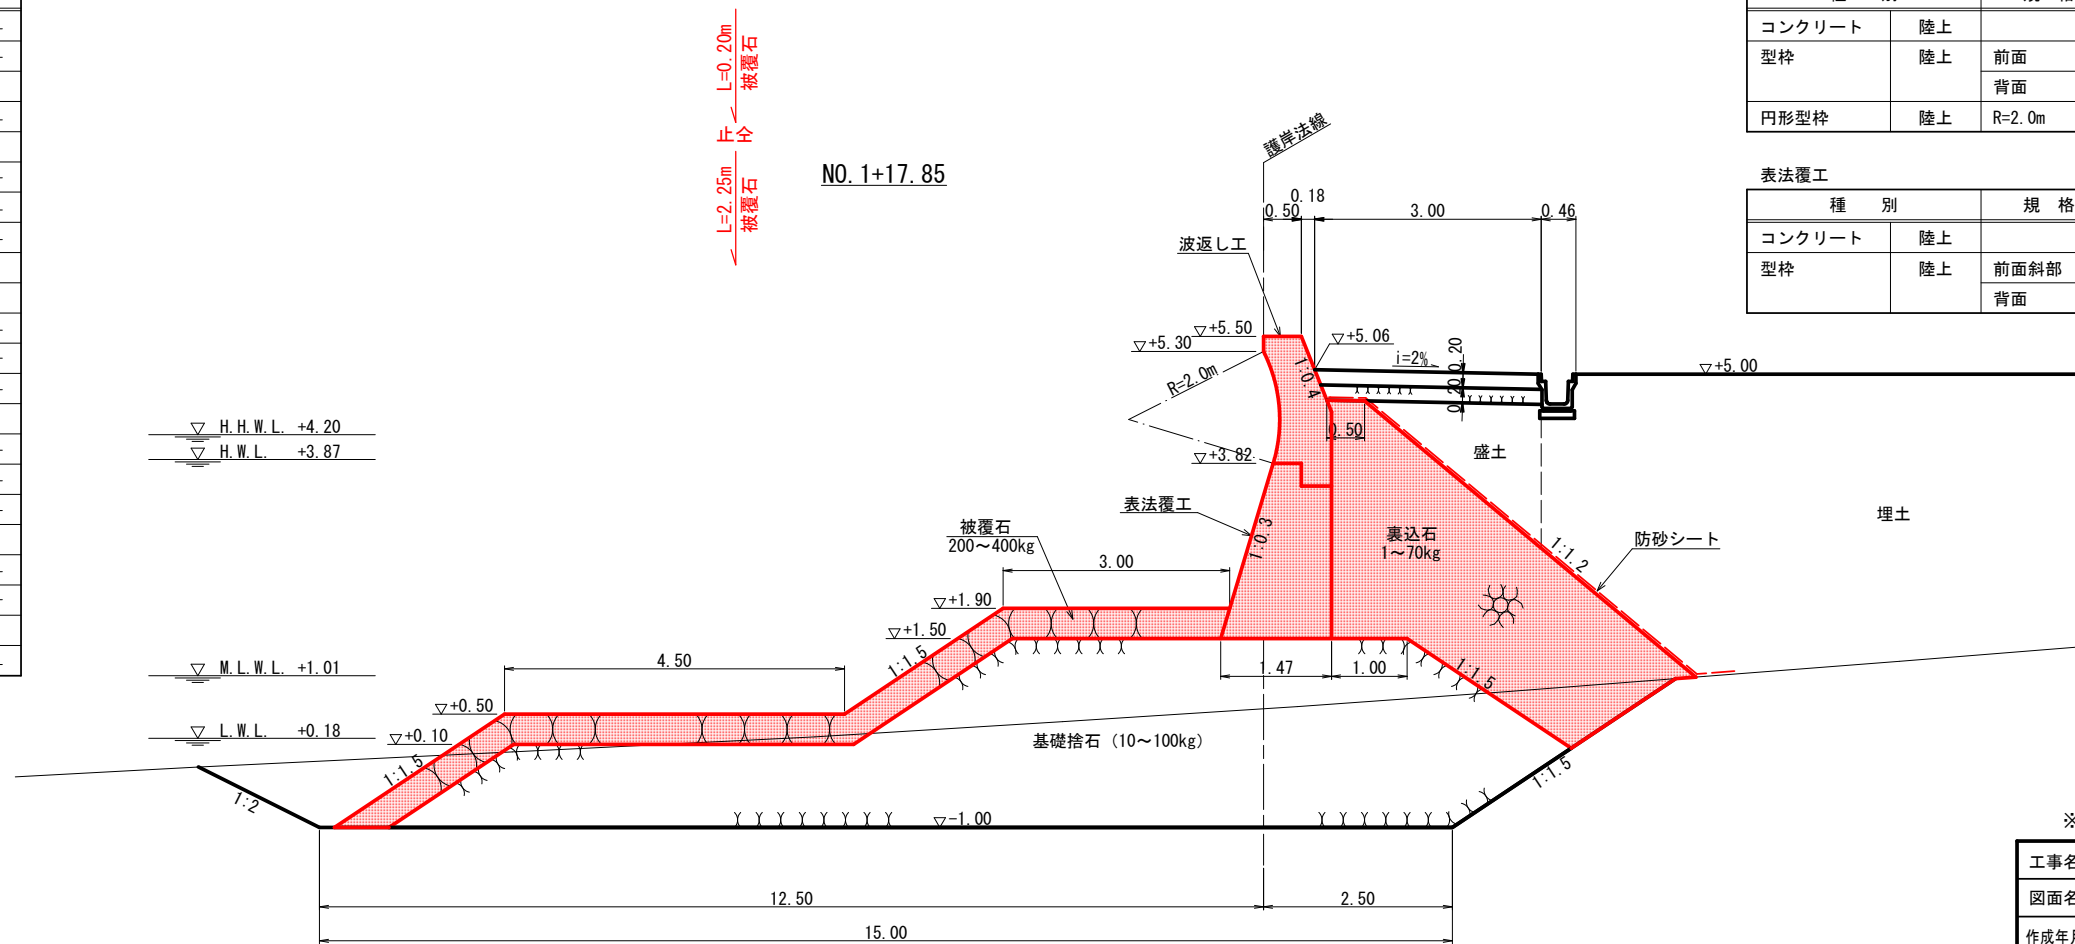 L=0.20m
被覆石
L=2.25m
被覆石
NO.1+17.85
コンクリート 陸上
型枠 陸上 前面
背面
円形型枠 陸上 R=2.0m
表法覆工
種 別 規 格
コンクリート 陸上
型枠 陸上 前面斜部
背面
護岸法線
0.18
0.50 3.00 0.46
波返し工
▽+5.50
▽+5.30
▽+5.06
i=2%
0.20
0.20
▽+5.00
R=2.0m
1:0.4
0.50
▽ H.H.W.L. +4.20
▽ H.W.L. +3.87
▽+3.82
盛土
埋土
表法覆工
1:0.3
被覆石
200～400kg
裏込石
1～70kg
1:1.2
防砂シート
3.00
▽+1.90
▽+1.50
1:1.5
▽ M.L.W.L. +1.01
4.50
1.47 1.00
1:1.5
▽+0.50
▽ L.W.L. +0.18
▽+0.10
1:1.5
基礎捨石（10～100kg）
1:1.5
1:2
▽-1.00
12.50 2.50
15.00
※
工事名
図面名
作成年月